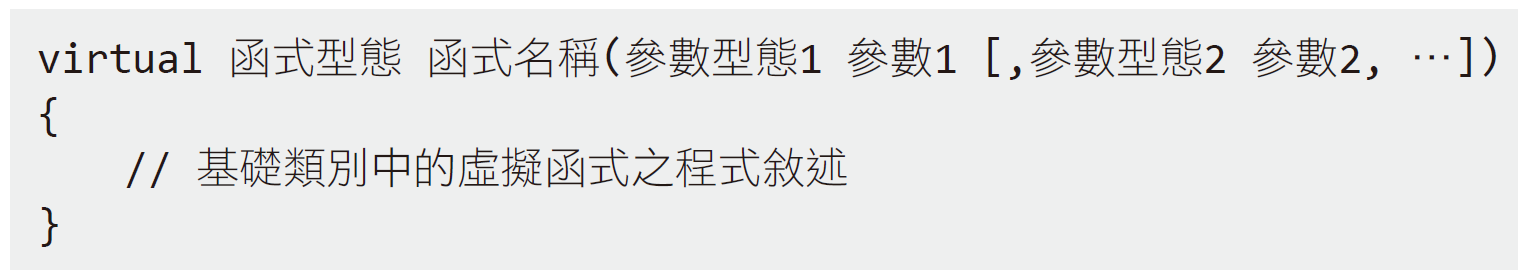 virtual 函式型態 函式名稱(參數型態1 參數1 [,參數型態2 參數2, …])
{
    // 基礎類別中的虛擬函式之程式敘述
}